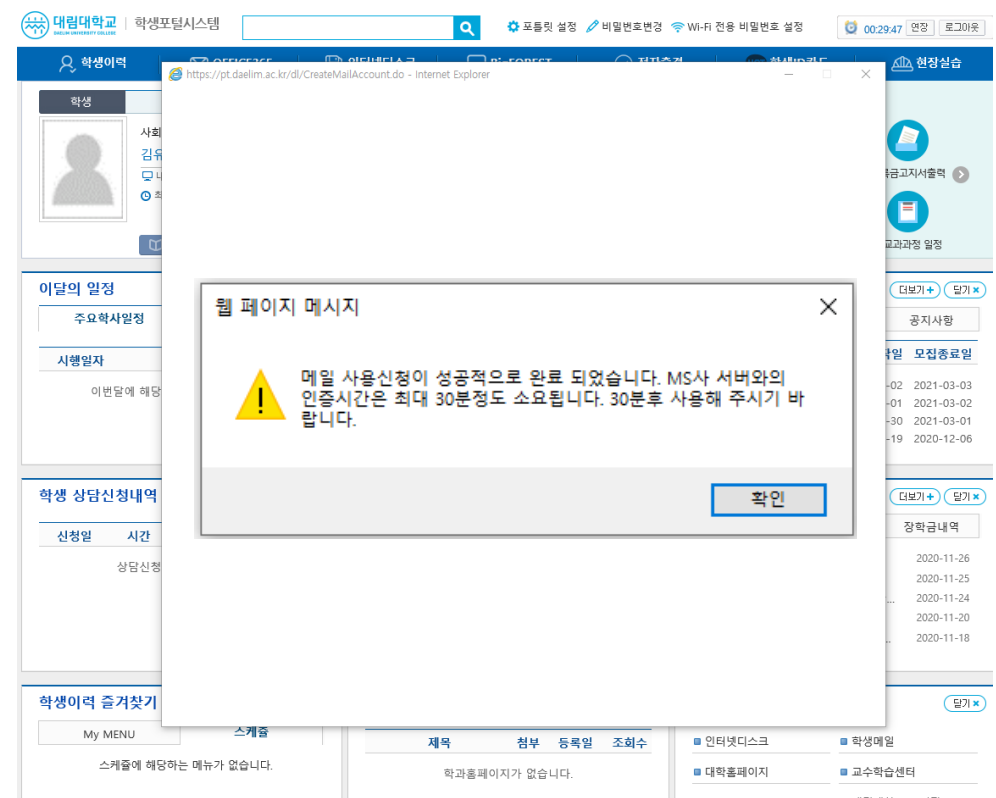 대림대학교
DAELIM UNIVERSITY COLLEGE
학생포털시스템
포틀릿 설정
비밀번호변경
Wi-Fi 전용 비밀번호 설정
00:29:47
연장
로그아웃
학생이력
현장실습
https://pt.daelim.ac.kr/dl/CreateMailAccount.do - Internet Explorer
학생
교과과정 일정
이달의 일정
주요학사일정
시행일자
이번달에 해당
더보기
닫기
공지사항
모집종료일
2021-03-03
2021-03-02
2021-03-01
2020-12-06
웹 페이지 메시지
메일 사용신청이 성공적으로 완료 되었습니다. MS사 서버와의
인증시간은 최대 30분정도 소요됩니다. 30분후 사용해 주시기 바
랍니다.
확인
학생 상담신청내역
신청일 시간
상담신청
더보기
닫기
장학금내역
2020-11-26
2020-11-25
2020-11-24
2020-11-20
2020-11-18
학생이력 즐겨찾기
닫기
My MENU
스케쥴
스케쥴에 해당하는 메뉴가 없습니다.
제목 첨부 등록일 조회수
학과홈페이지가 없습니다.
인터넷디스크
학생메일
대학홈페이지
교수학습센터